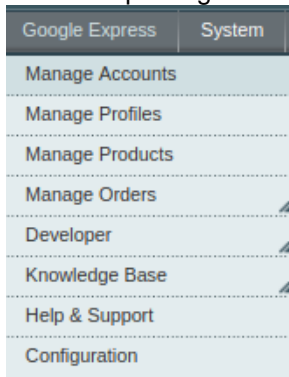 Google Express System
Manage Accounts
Manage Profiles
Manage Products
Manage Orders
Developer
Knowledge Base
Help & Support
Configuration